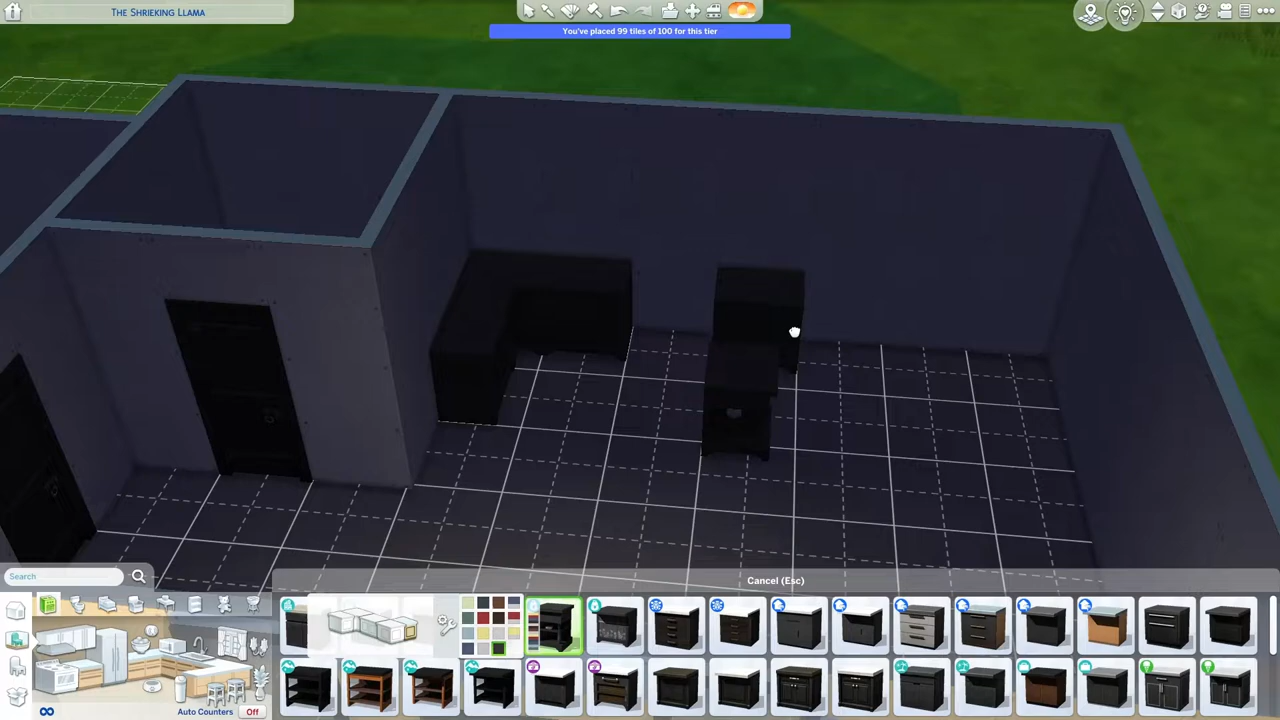 THE SHRIEKING LLAMA
You've placed 99 tiles of 100 for this tier
Cancel (Esc)
Search
Auto Counters
Off